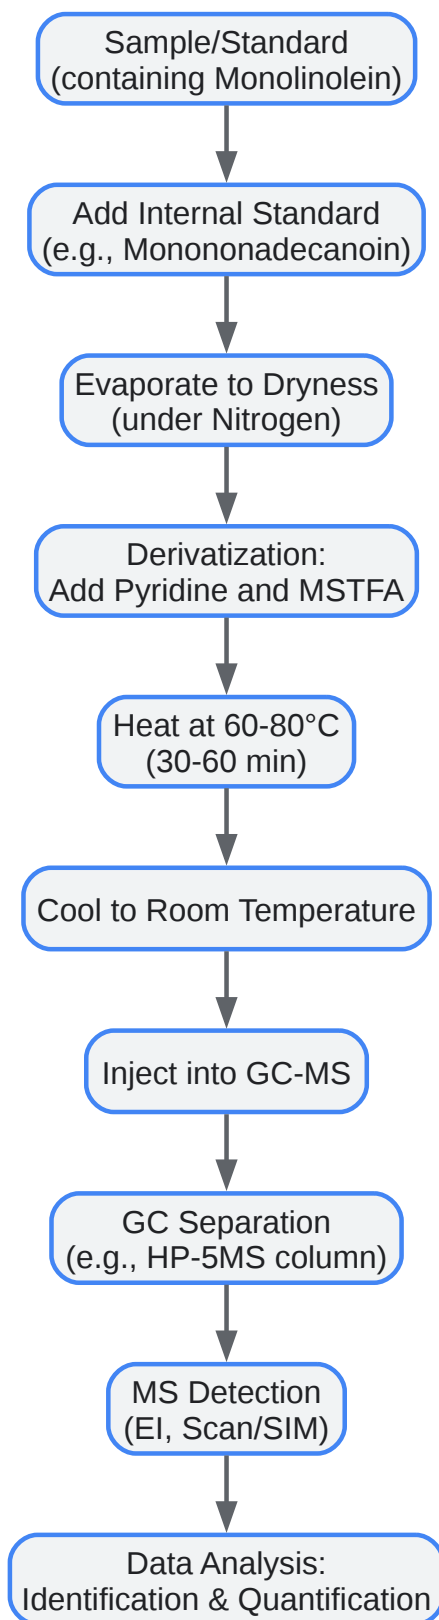 Sample/Standard
(containing Monolinolein)
Add Internal Standard
(e.g., Monononadecanoin)
Evaporate to Dryness
(under Nitrogen)
Derivatization:
Add Pyridine and MSTFA
Heat at 60-80°C
(30-60 min)
Cool to Room Temperature
Inject into GC-MS
GC Separation
(e.g., HP-5MS column)
MS Detection
(EI, Scan/SIM)
Data Analysis:
Identification & Quantification